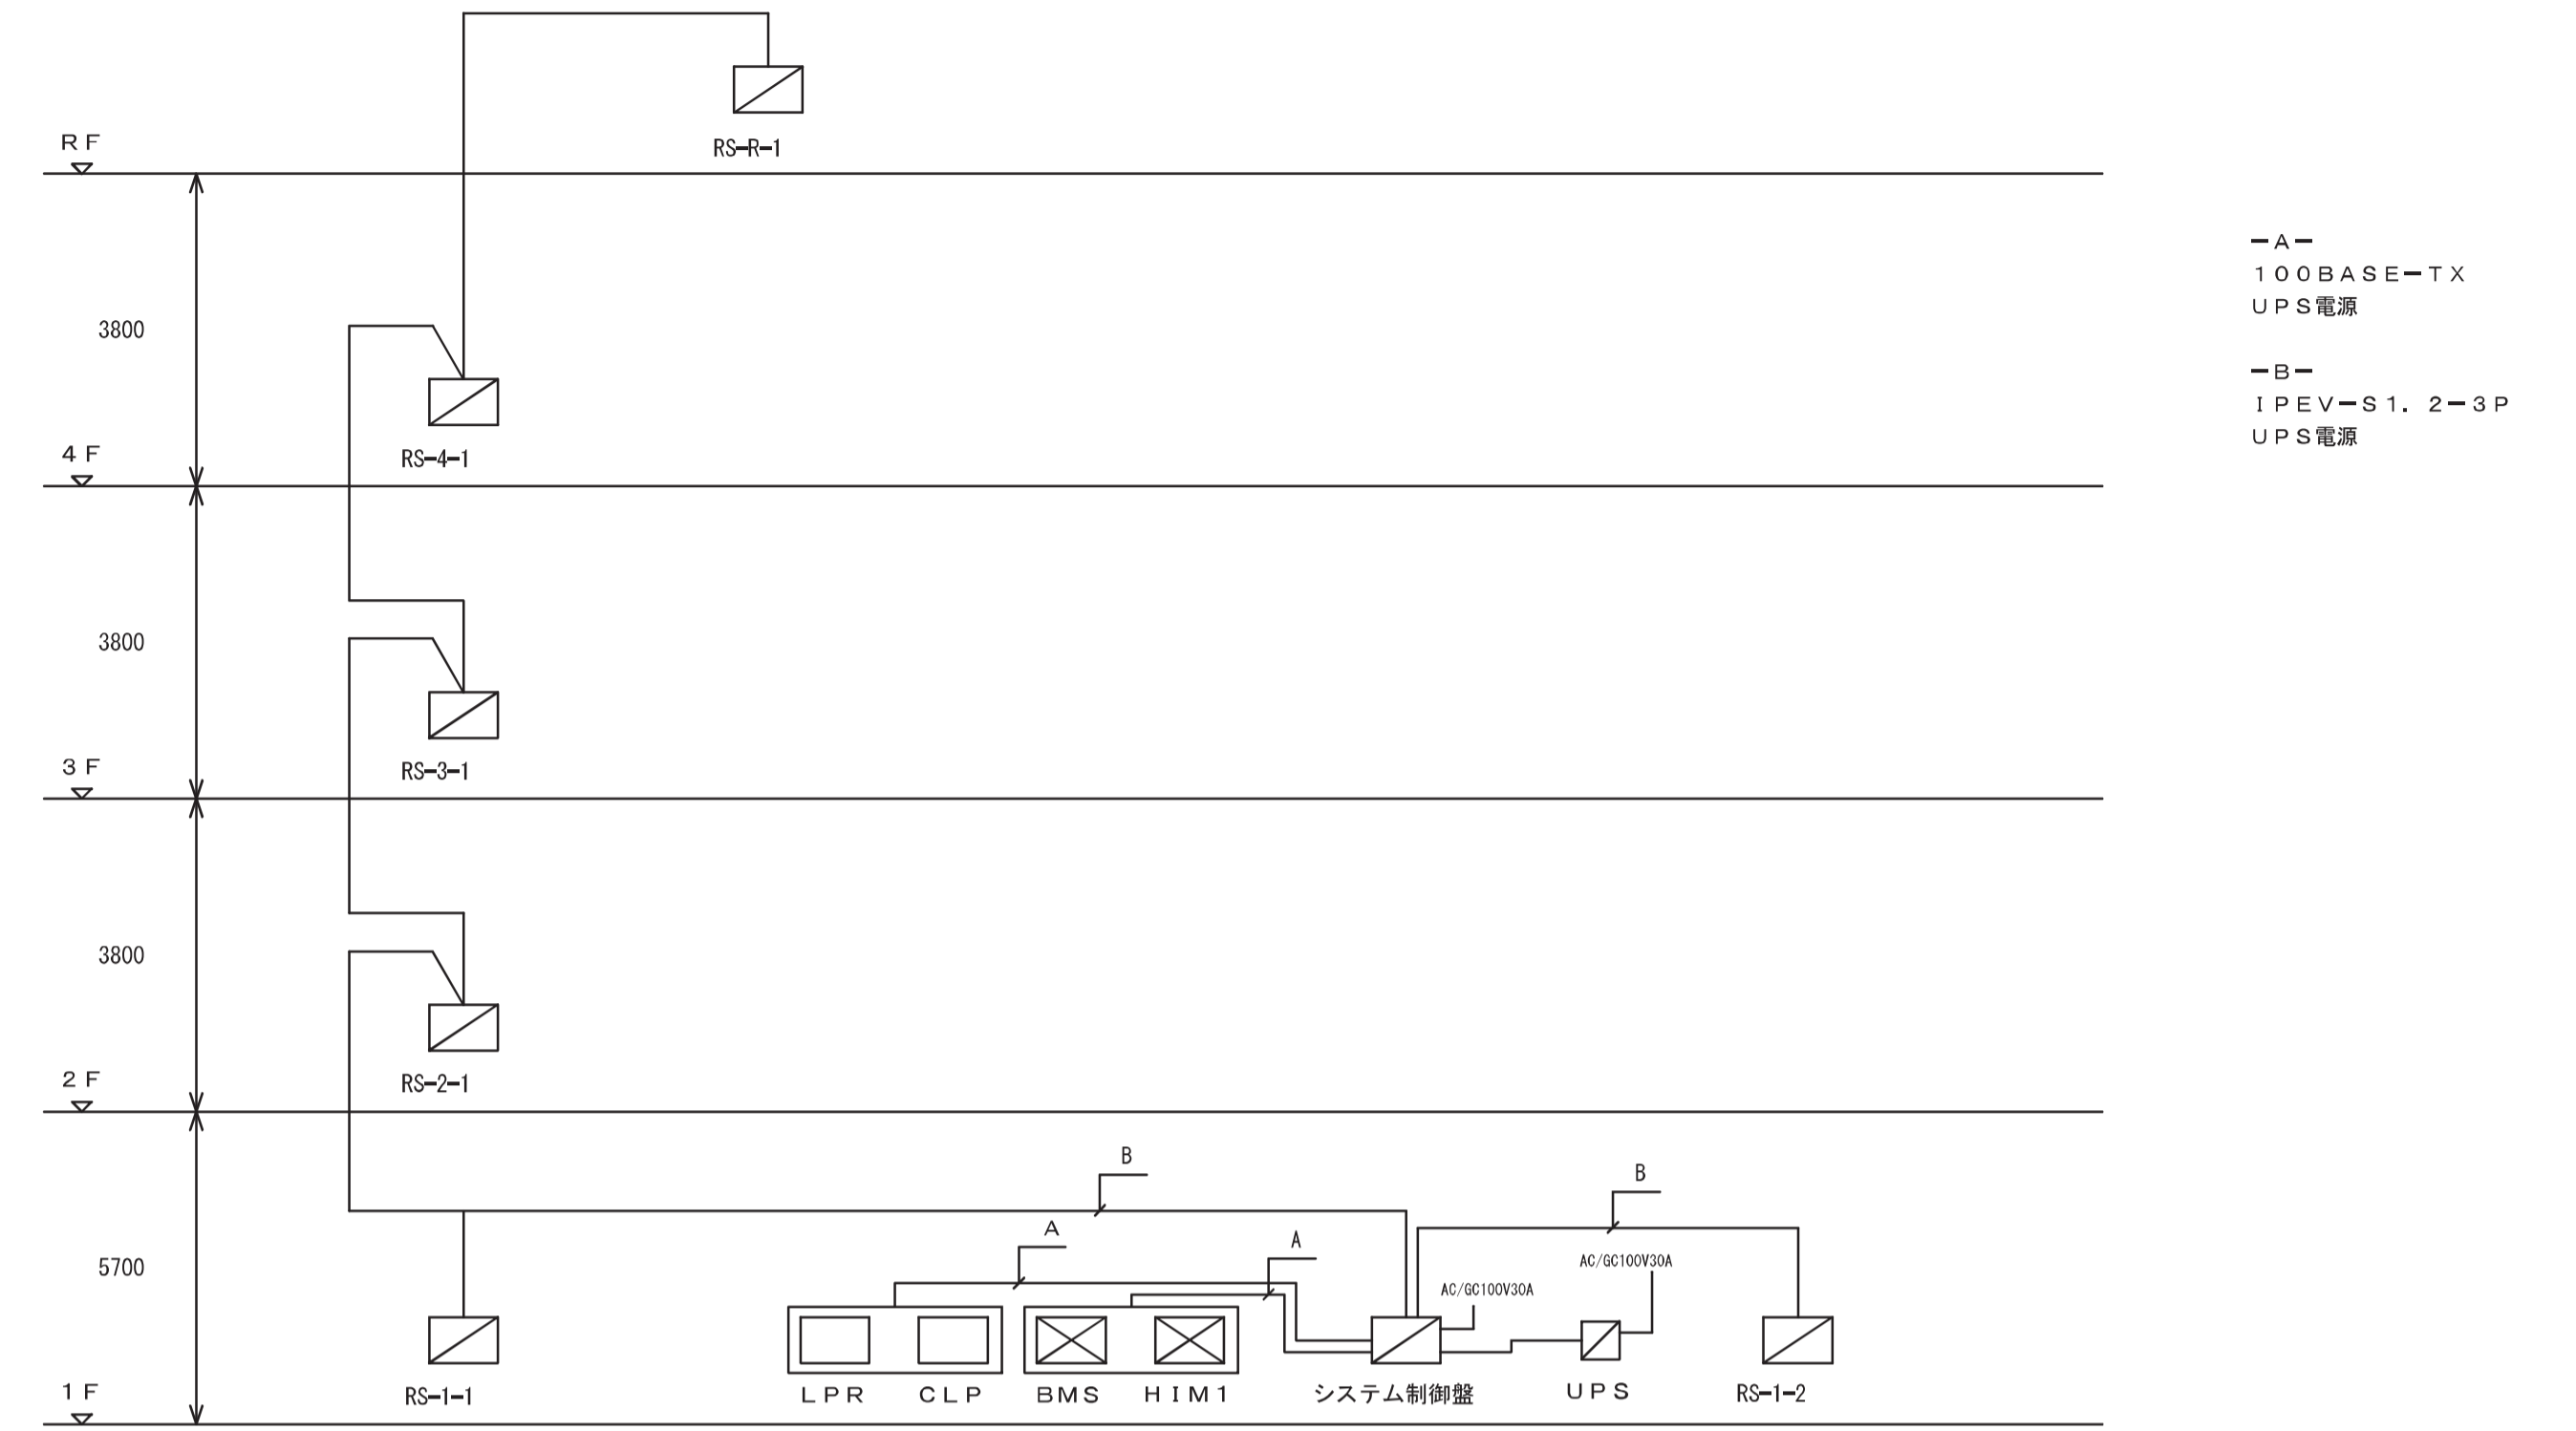 RF
RS-R-1
3800
4F
RS-4-1
3800
3F
RS-3-1
3800
2F
RS-2-1
5700
1F
RS-1-1
B
A
A
B
AC/GC100V30A
AC/GC100V30A
LPR
CLP
BMS
HIM1
システム制御盤
UPS
RS-1-2
-A-
100BASE-TX
UPS電源
-B-
IPEV-S1.2-3P
UPS電源